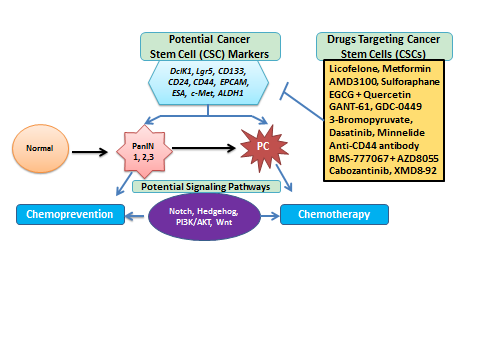 Potential Cancer
Stem Cell (CSC) Markers
Drugs Targeting Cancer
Stem Cells (CSCs)
DclK1, Lgr5, CD133,
CD24, CD44, EPCAM,
ESA, c-Met, ALDH1
Licofelone, Metformin
AMD3100, Sulforaphane
EGCG + Quercetin
GANT-61, GDC-0449
3-Bromopyruvate,
Dasatinib, Minnelide
Anti-CD44 antibody
BMS-777067+ AZD8055
Cabozantinib, XMD8-92
Normal
PanIN
1, 2,3
PC
Potential Signaling Pathways
Chemoprevention
Notch, Hedgehog,
PI3K/AKT, Wnt
Chemotherapy